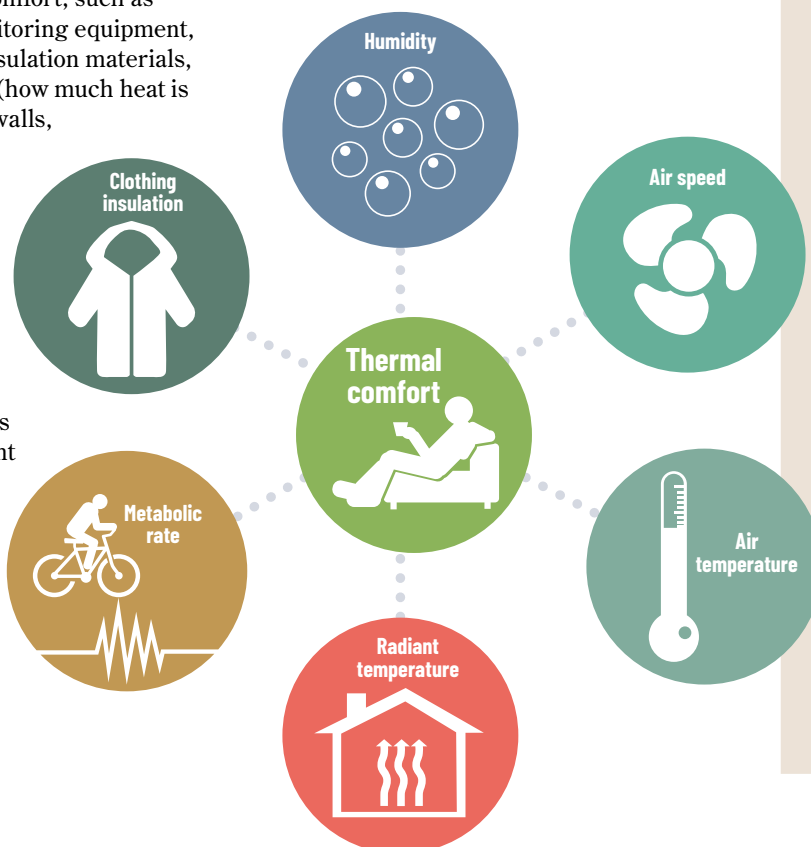 such as
itoring equipment,
sulation materials,
(how much heat is
walls,
s
nt
Humidity
Clothing
insulation
Air speed
Thermal
comfort
Metabolic
rate
Air
temperature
Radiant
temperature